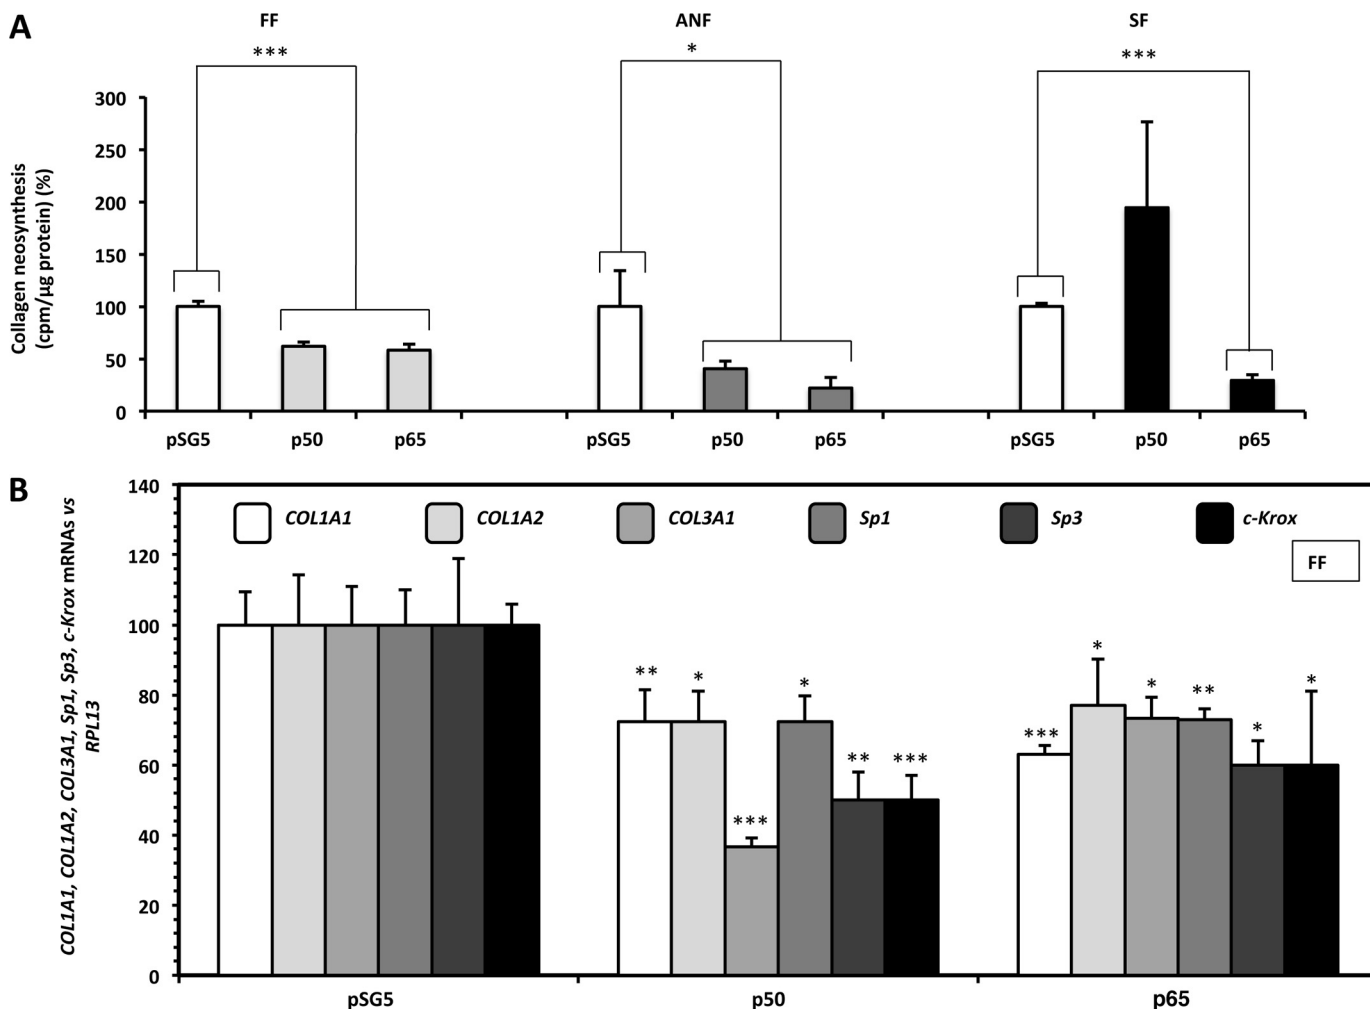 A
FF
ANF
SF
***
*
***
Collagen neosynthesis
(cpm/µg protein) (%)
300
250
200
150
100
50
0
pSG5 p50 p65 pSG5 p50 p65 pSG5 p50 p65
B
COL1A1, COL1A2, COL3A1, Sp1, Sp3, c-Krox mRNAs vs
RPL13
140
120
100
80
60
40
20
0
COL1A1 COL1A2 COL3A1 Sp1 Sp3 c-Krox
FF
** * *** * ** ***
*** * * ** * *
pSG5 p50 p65